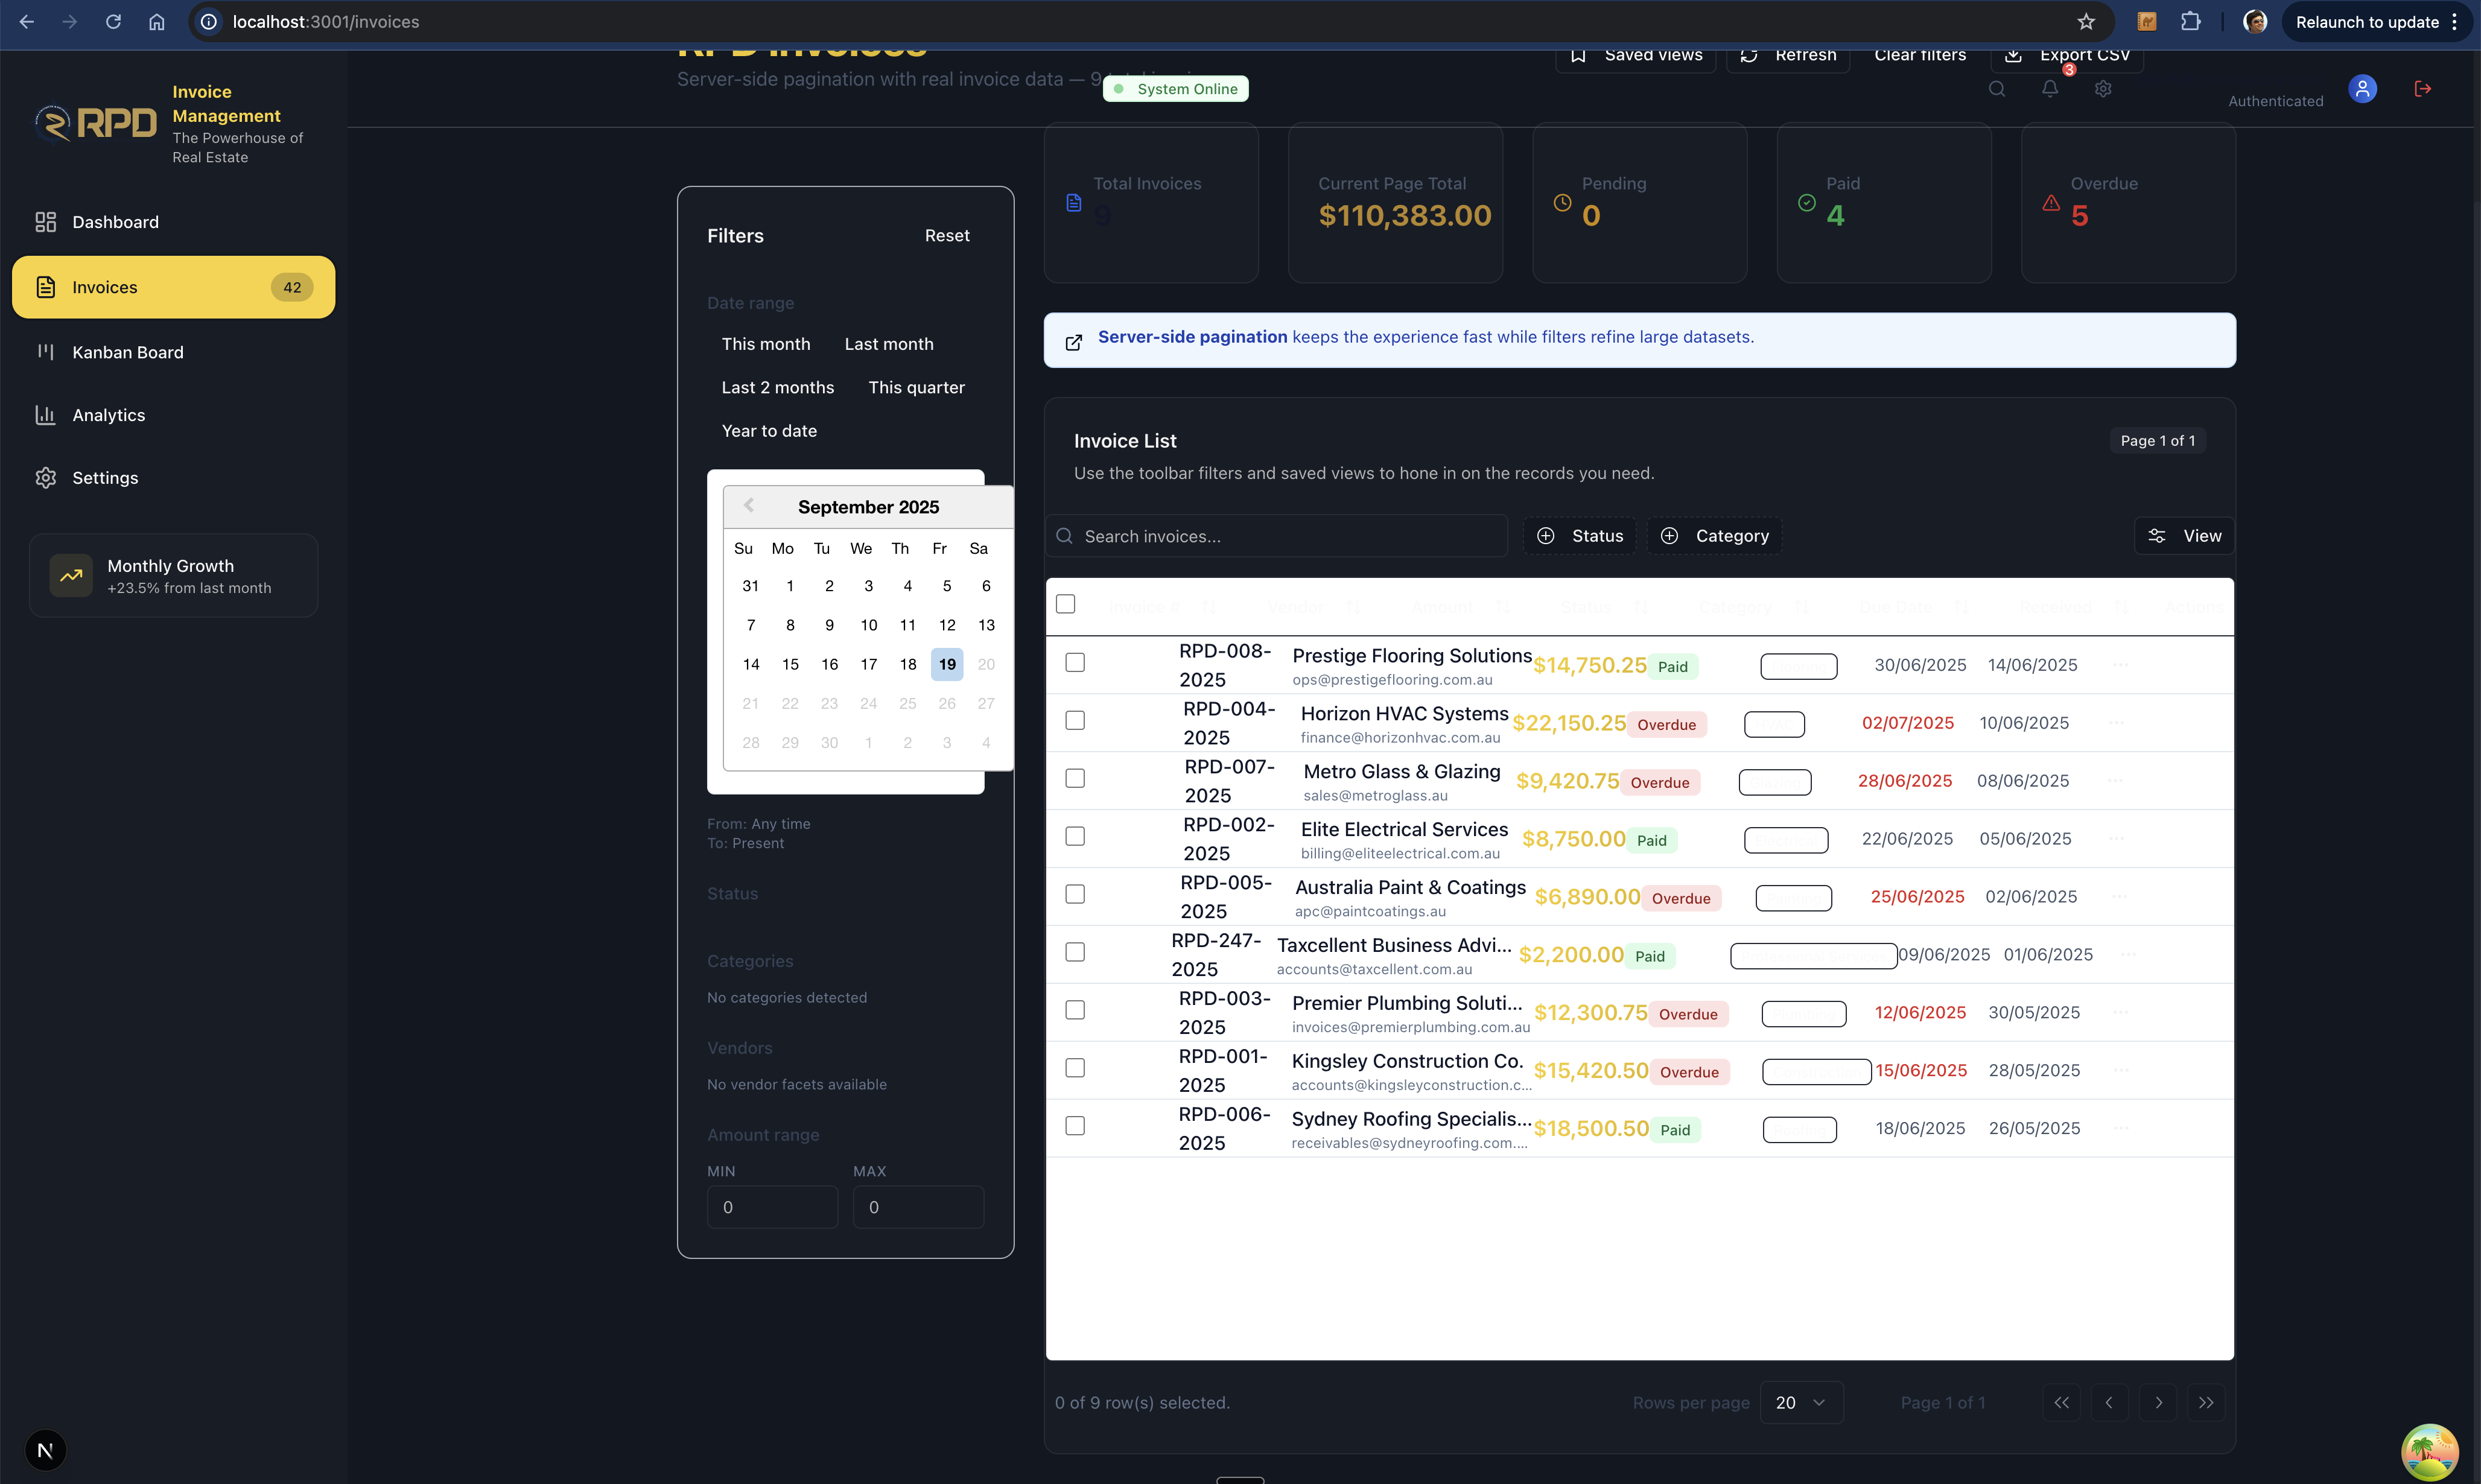 localhost:3001/invoices
Relaunch to update
RPD
Invoice
Management
The Powerhouse of
Real Estate
Dashboard
Invoices
42
Kanban Board
Analytics
Settings
Monthly Growth
+23.5% from last month
N
RPD Invoices
Server-side pagination with real invoice data — 9
Saved views
Refresh
Clear filters
Export CSV
System Online
3
Authenticated
Total Invoices
9
Current Page Total
$110,383.00
Pending
0
Paid
4
Overdue
5
Filters
Reset
Date range
This month
Last month
Last 2 months
This quarter
Year to date
September 2025
Su Mo Tu We Th Fr Sa
31 1 2 3 4 5 6
7 8 9 10 11 12 13
14 15 16 17 18 19 20
21 22 23 24 25 26 27
28 29 30 1 2 3 4
From: Any time
To: Present
Status
Categories
No categories detected
Vendors
No vendor facets available
Amount range
MIN
MAX
0
0
Server-side pagination keeps the experience fast while filters refine large datasets.
Invoice List
Page 1 of 1
Use the toolbar filters and saved views to hone in on the records you need.
Search invoices...
Status
Category
View
Invoice # Vendor Amount Status Category Due Date Received Actions
RPD-008-
2025
Prestige Flooring Solutions
ops@prestigeflooring.com.au
$14,750.25
Paid
30/06/2025
14/06/2025
RPD-004-
2025
Horizon HVAC Systems
finance@horizonhvac.com.au
$22,150.25
Overdue
02/07/2025
10/06/2025
RPD-007-
2025
Metro Glass & Glazing
sales@metroglass.au
$9,420.75
Overdue
28/06/2025
08/06/2025
RPD-002-
2025
Elite Electrical Services
billing@eliteelectrical.com.au
$8,750.00
Paid
22/06/2025
05/06/2025
RPD-005-
2025
Australia Paint & Coatings
apc@paintcoatings.au
$6,890.00
Overdue
25/06/2025
02/06/2025
RPD-247-
2025
Taxcellent Business Advi...
accounts@taxcellent.com.au
$2,200.00
Paid
09/06/2025
01/06/2025
RPD-003-
2025
Premier Plumbing Soluti...
invoices@premierplumbing.com.au
$12,300.75
Overdue
12/06/2025
30/05/2025
RPD-001-
2025
Kingsley Construction Co.
accounts@kingsleyconstruction.c...
$15,420.50
Overdue
15/06/2025
28/05/2025
RPD-006-
2025
Sydney Roofing Specialis...
receivables@sydneyroofing.com....
$18,500.50
Paid
18/06/2025
26/05/2025
0 of 9 row(s) selected.
Rows per page
20
Page 1 of 1